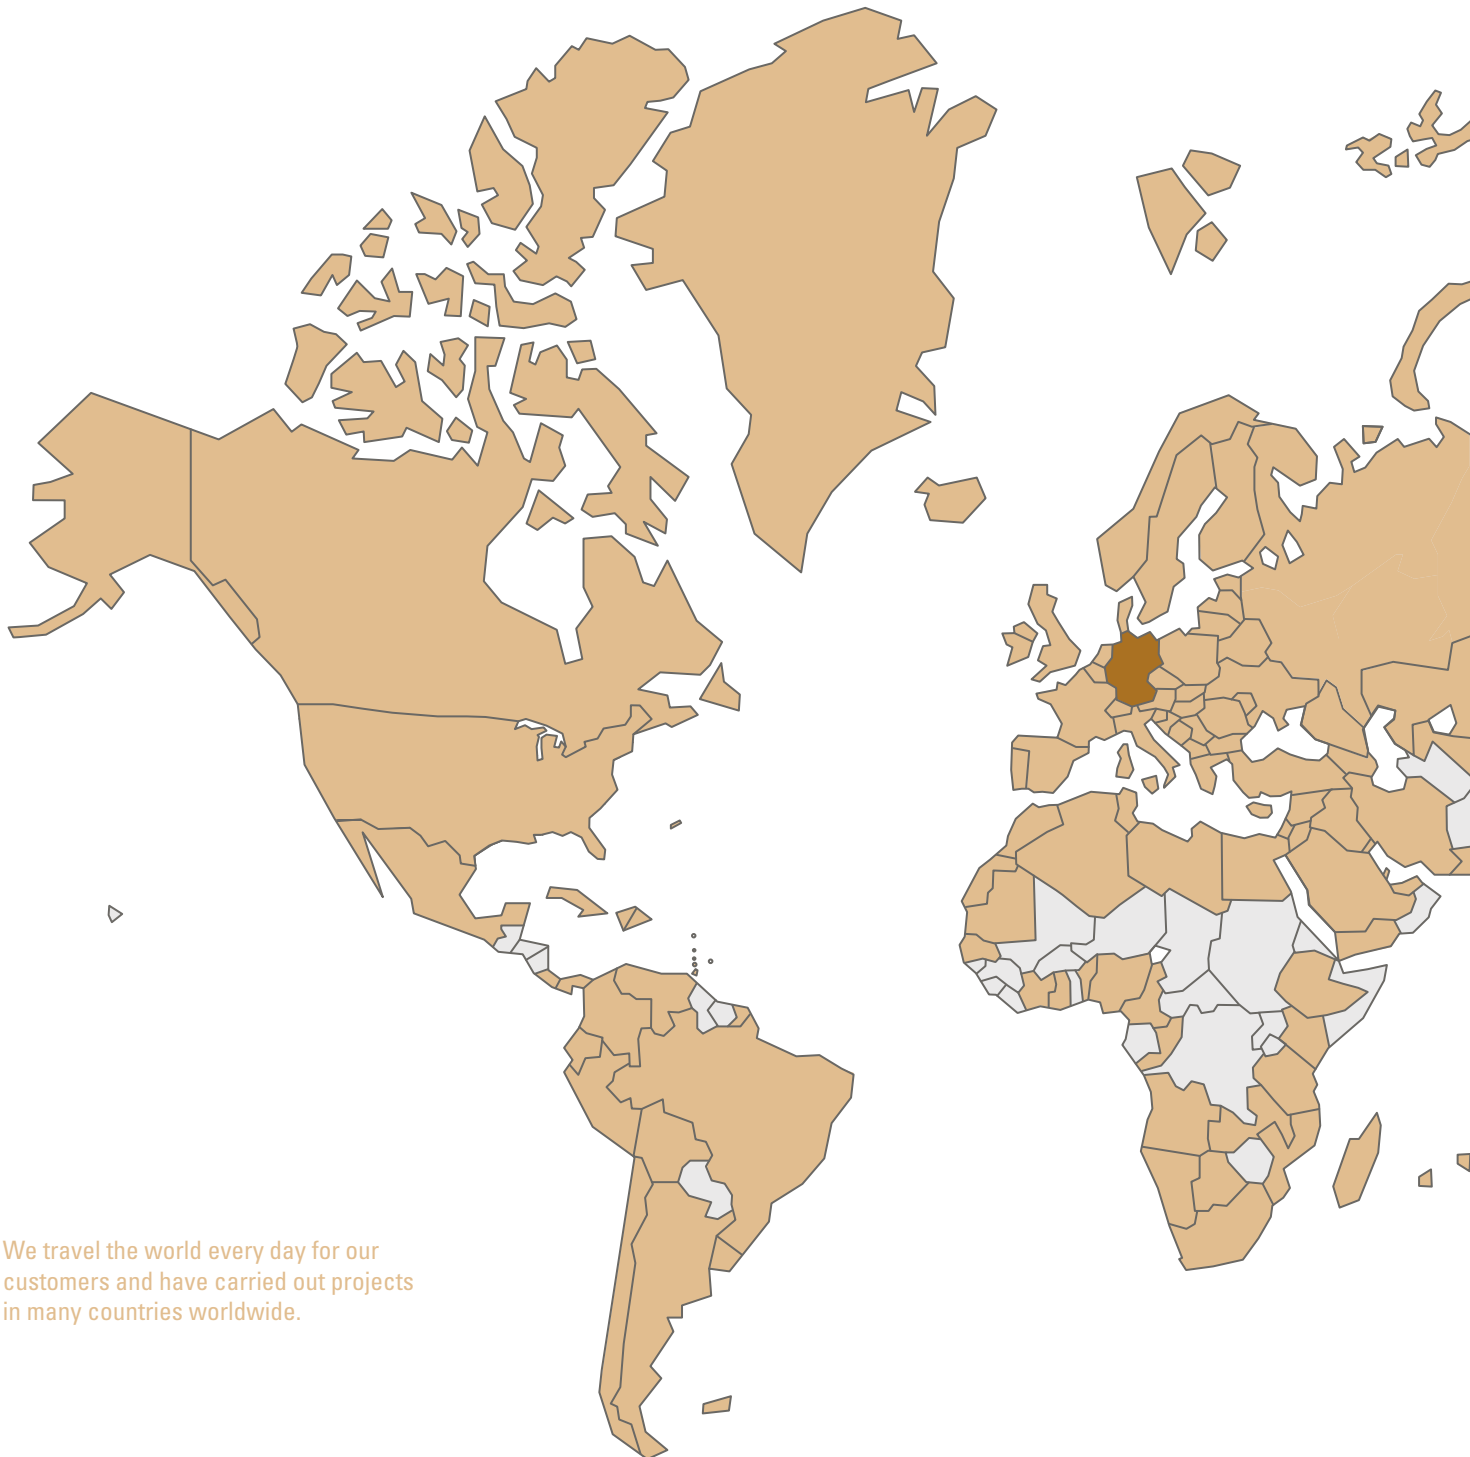 We travel the world every day for our
customers and have carried out projects
in many countries worldwide.